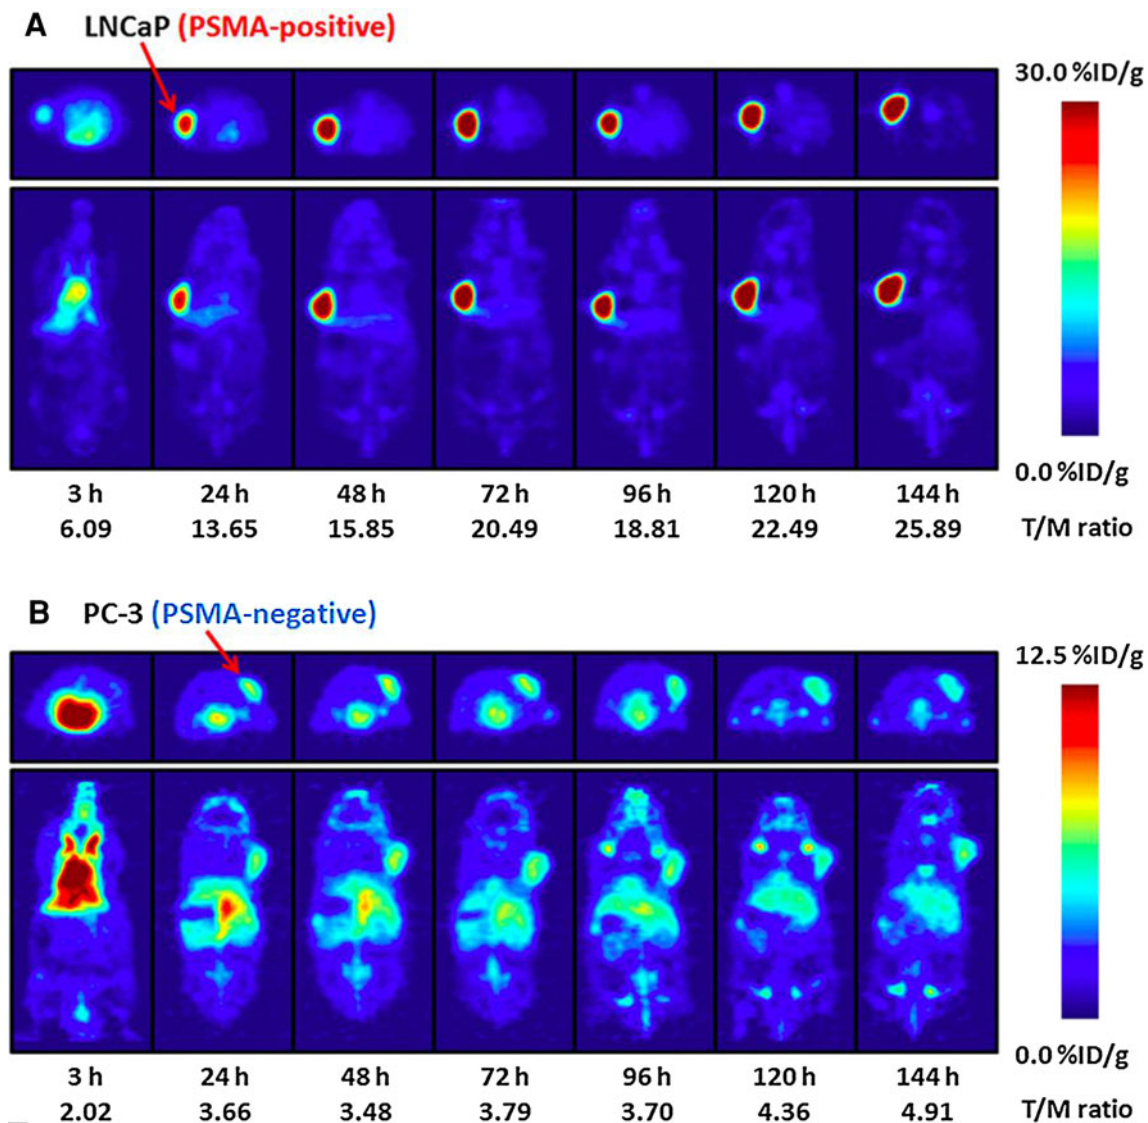 A LNCaP (PSMA-positive)
30.0 %ID/g
0.0 %ID/g
3 h 24 h 48 h 72 h 96 h 120 h 144 h
6.09 13.65 15.85 20.49 18.81 22.49 25.89 T/M ratio
B PC-3 (PSMA-negative)
12.5 %ID/g
0.0 %ID/g
3 h 24 h 48 h 72 h 96 h 120 h 144 h
2.02 3.66 3.48 3.79 3.70 4.36 4.91 T/M ratio